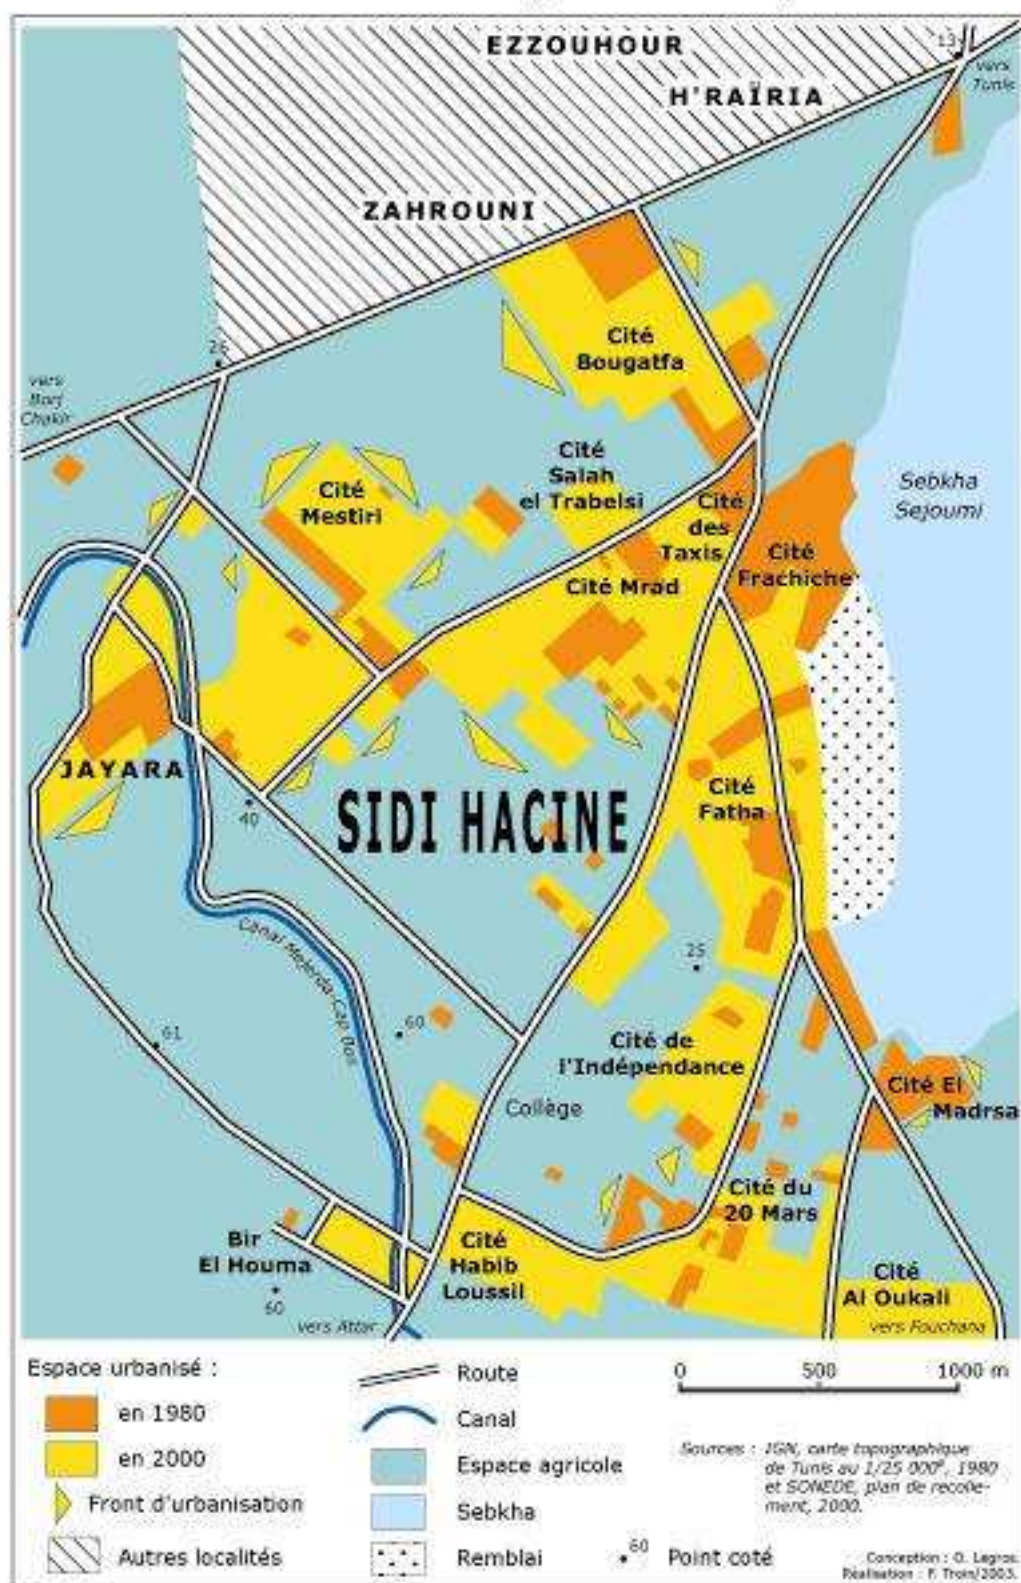 EZZOUHOUR
H'RAÏRIA
ZAHROUNI
13
vers
Tunis
26
vers
Borj
Chakir
Cité
Bougatfa
Cité
Salah
el Trabelsi
Cité
Mestiri
Cité
des
Taxis
Cité
Frachiche
Cité Mrad
Sebkha
Sejoumi
JAYARA
40
SIDI HACINE
Cité
Fatha
25
Canal Mejerda-Cap Bon
61
60
Cité de
l'Indépendance
Collège
Cité El
Madrsa
Cité du
20 Mars
Bir
El Houma
60
Cité
Habib
Loussil
Cité
Al Oukali
vers Attar
vers Fouchana
Espace urbanisé :
en 1980
en 2000
Front d'urbanisation
Autres localités
Route
Canal
Espace agricole
Sebkha
Remblai
60 Point coté
0 500 1000 m
Sources : IGN, carte topographique
de Tunis au 1/25 000e, 1980
et SONEDE, plan de recolle-
ment, 2000.
Conception : O. Legros.
Réalisation : F. Troin/2003.